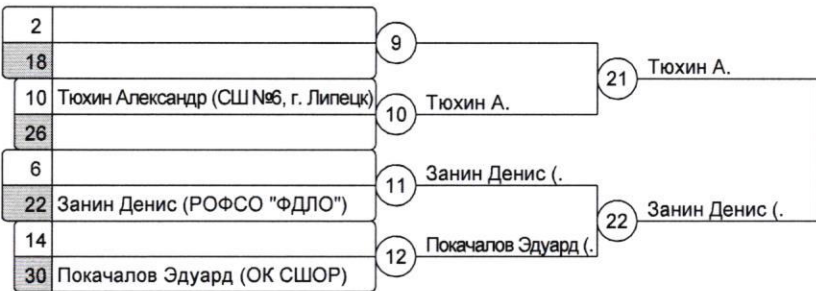 2
18
9
10 Тюхин Александр (СШ №6, г. Липецк)
26
10
Тюхин А.
21
Тюхин А.
6
22 Занин Денис (РОФСО "ФДЛО")
11
Занин Денис (.
14
30 Покачалов Эдуард (ОК СШОР)
12
Покачалов Эдуард (.
22
Занин Денис (.